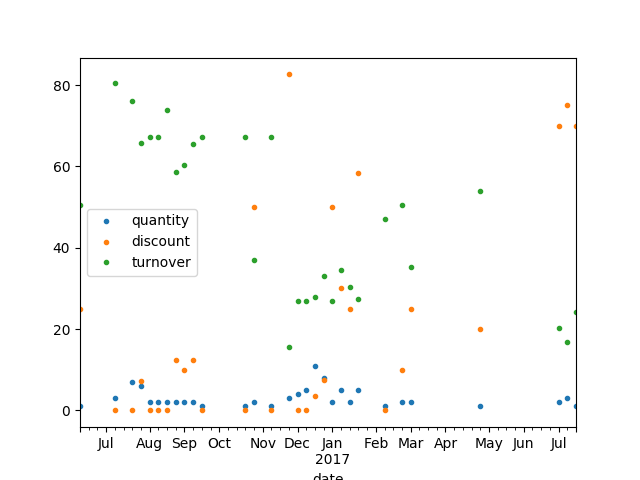 80
60
40
20
0
quantity
discount
turnover
Jul Aug Sep Oct Nov Dec Jan Feb Mar Apr May Jun Jul
2017
date